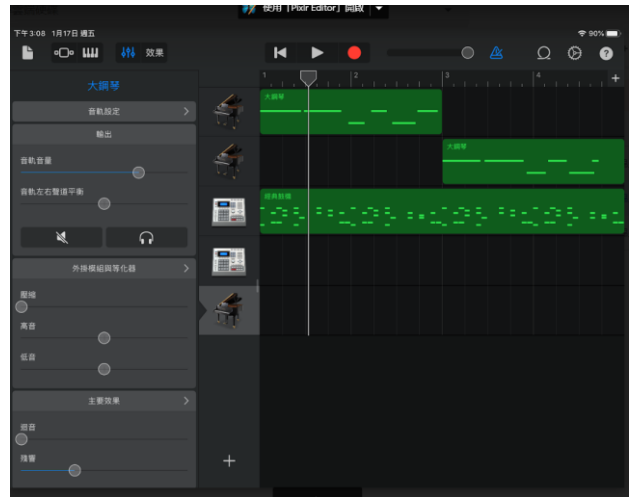 使用「Pixlr Editor」開啟
下午3:08 1月17日 週五
90%
效果
?
大鋼琴
1 2 3 4 +
音軌設定 >
大鋼琴
輸出
音軌音量
大鋼琴
音軌左右聲道平衡
經典鼓機
外掛模組與等化器 >
壓縮
高音
低音
主要效果 >
迴音
殘響
+